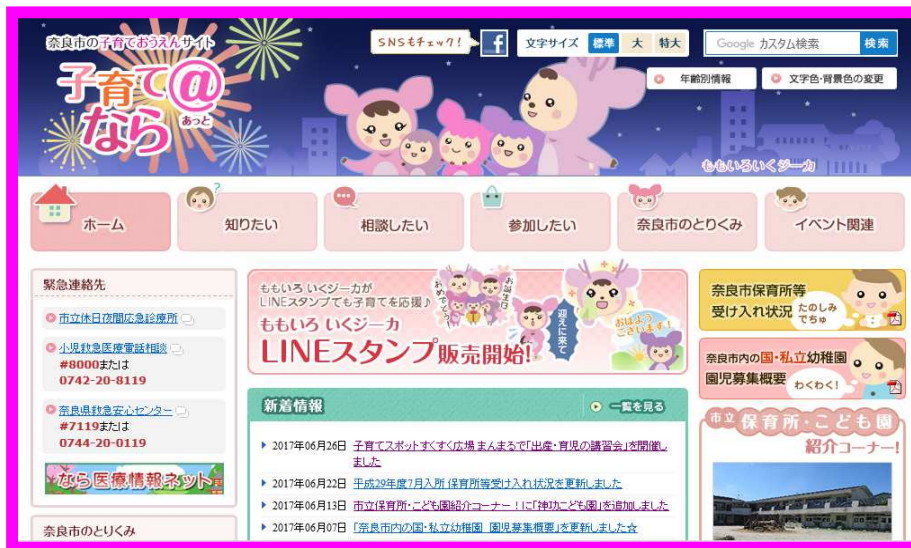 奈良市の子育ておうえんサイト
子育て@
なら
あっと
SNSもチェック!
f
文字サイズ 標準 大 特大
Google カスタム検索 検索
年齢別情報
文字色・背景色の変更
ももいろいくジーカ
ホーム
知りたい
相談したい
参加したい
奈良市のとりくみ
イベント関連
緊急連絡先
市立休日夜間応急診療所
小児救急医療電話相談
#8000または
0742-20-8119
奈良県救急安心センター
#7119または
0744-20-0119
なら医療情報ネット
奈良市のとりくみ
ももいろ いくジーカが
LINEスタンプでも子育てを応援♪
ももいろ いくジーカ
LINEスタンプ販売開始!
おめでとう
お誕生日
迎えに来て
おはよう
ございます!
新着情報
一覧を見る
2017年06月26日 子育てスポットすくすく広場 まんまるで「出産・育児の講習会」を開催し
ました
2017年06月22日 平成29年度7月入所 保育所等受け入れ状況を更新しました
2017年06月13日 市立保育所・こども園紹介コーナー!に「神功こども園」を追加しました
2017年06月07日 「奈良市内の国・私立幼稚園 園児募集概要」を更新しました☆
奈良市保育所等
受け入れ状況
たのしみ
でちゅ
奈良市内の国・私立幼稚園
園児募集概要
わくわく!
市立 保育所・こども園
紹介コーナー!